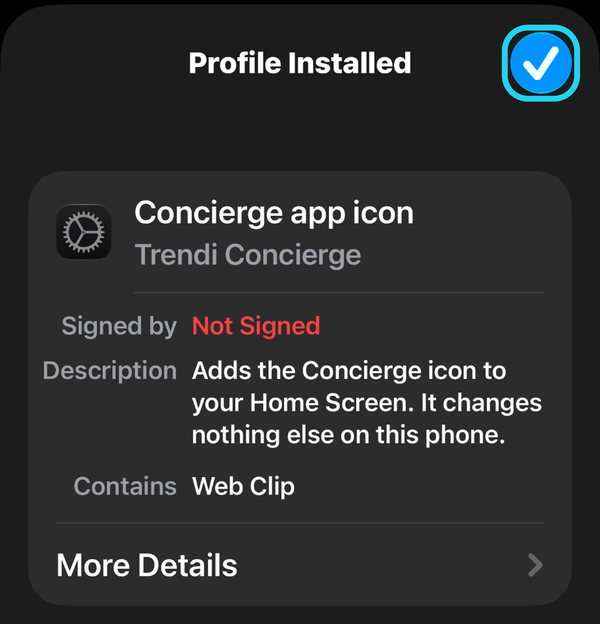 Profile Installed
Concierge app icon
Trendi Concierge
Signed by Not Signed
Description Adds the Concierge icon to
your Home Screen. It changes
nothing else on this phone.
Contains Web Clip
More Details